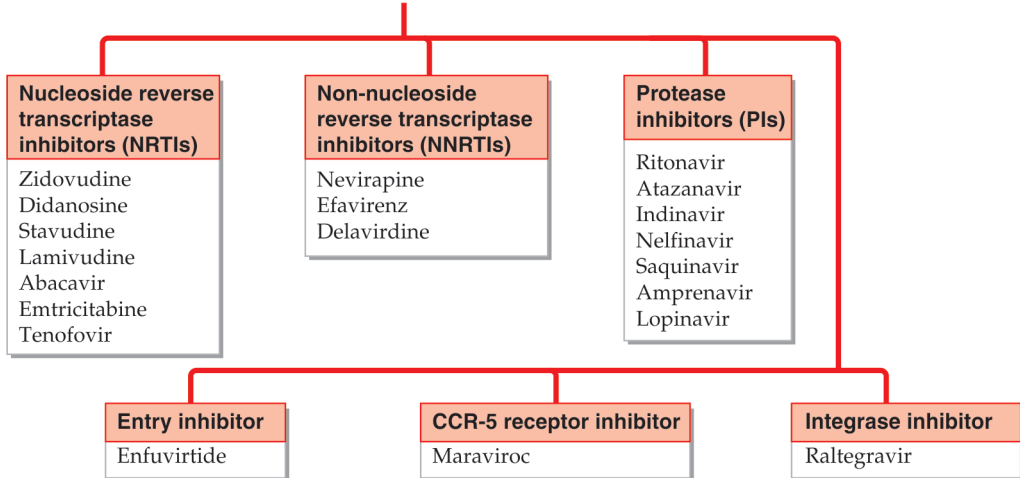 Nucleoside reverse
transcriptase
inhibitors (NRTIs)
Zidovudine
Didanosine
Stavudine
Lamivudine
Abacavir
Emtricitabine
Tenofovir
Non-nucleoside
reverse transcriptase
inhibitors (NNRTIs)
Nevirapine
Efavirenz
Delavirdine
Protease
inhibitors (PIs)
Ritonavir
Atazanavir
Indinavir
Nelfinavir
Saquinavir
Amprenavir
Lopinavir
Entry inhibitor
Enfuvirtide
CCR-5 receptor inhibitor
Maraviroc
Integrase inhibitor
Raltegravir